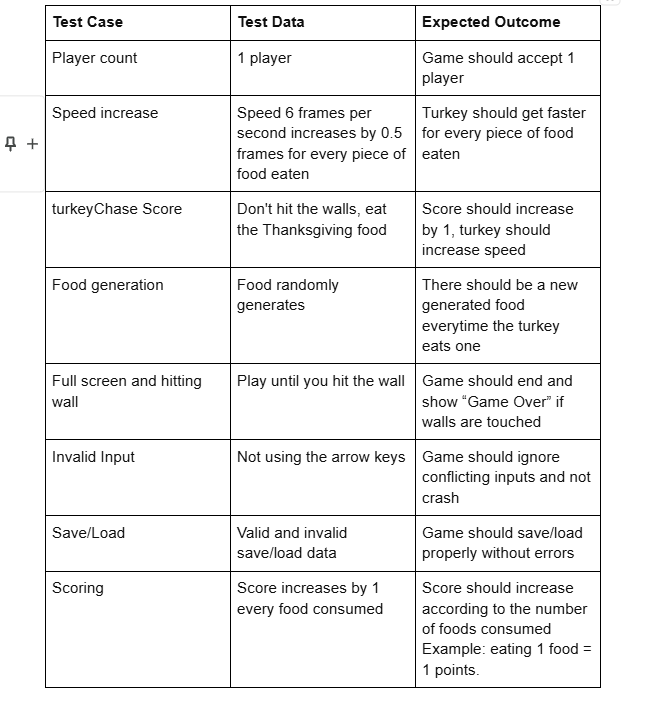 Test Case Test Data Expected Outcome
Player count 1 player Game should accept 1
player
Speed increase Speed 6 frames per Turkey should get faster
second increases by 0.5 for every piece of food
frames for every piece of eaten
food eaten
turkeyChase Score Don't hit the walls, eat Score should increase
the Thanksgiving food by 1, turkey should
increase speed
Food generation Food randomly There should be a new
generates generated food
everytime the turkey
eats one
Full screen and hitting Play until you hit the wall Game should end and
wall show “Game Over” if
walls are touched
Invalid Input Not using the arrow keys Game should ignore
conflicting inputs and not
crash
Save/Load Valid and invalid Game should save/load
save/load data properly without errors
Scoring Score increases by 1 Score should increase
every food consumed according to the number
of foods consumed
Example: eating 1 food =
1 points.